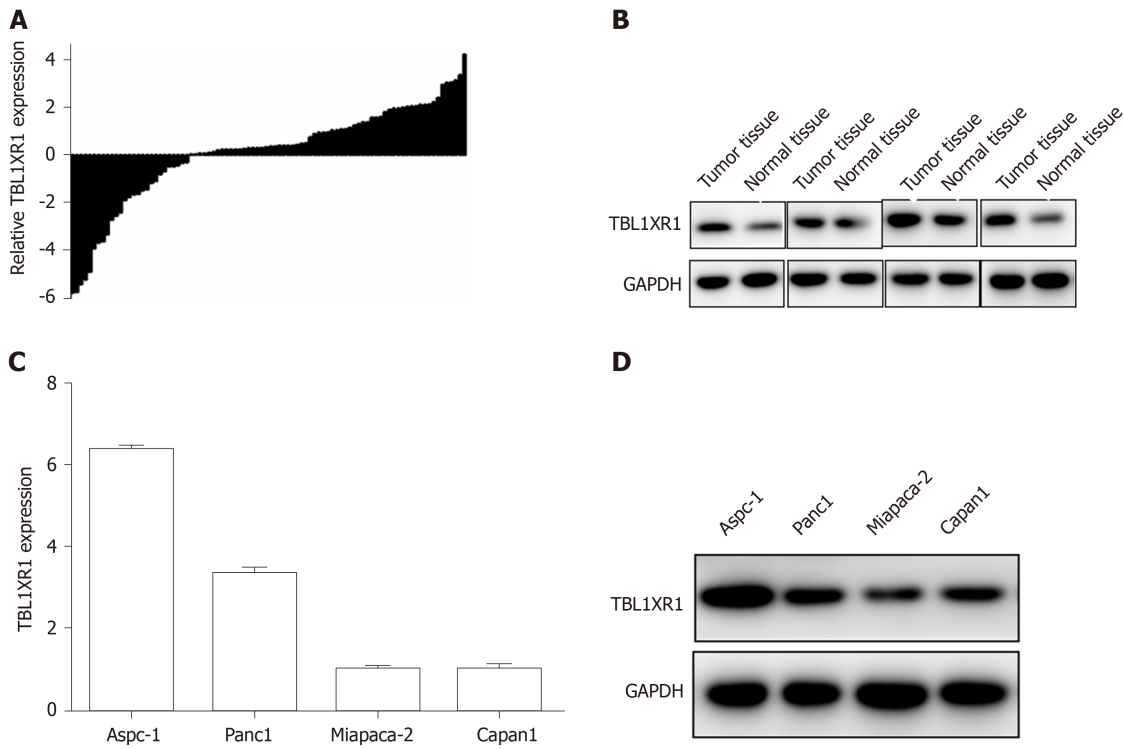 A
Relative TBL1XR1 expression
4
2
0
-2
-4
-6
B
Tumor tissue
Normal tissue
Tumor tissue
Normal tissue
Tumor tissue
Normal tissue
Tumor tissue
Normal tissue
TBL1XR1
GAPDH
C
TBL1XR1 expression
8
6
4
2
0
Aspc-1 Panc1 Miapaca-2 Capan1
D
Aspc-1
Panc1
Miapaca-2
Capan1
TBL1XR1
GAPDH